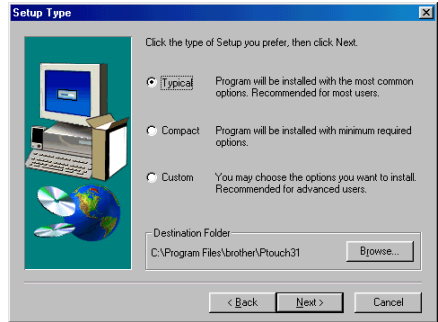 Setup Type
Click the type of Setup you prefer, then click Next.
Typical Program will be installed with the most common
options. Recommended for most users.
Compact Program will be installed with minimum required
options.
Custom You may choose the options you want to install.
Recommended for advanced users.
Destination Folder
C:\Program Files\brother\Ptouch31 Browse...
< Back Next > Cancel